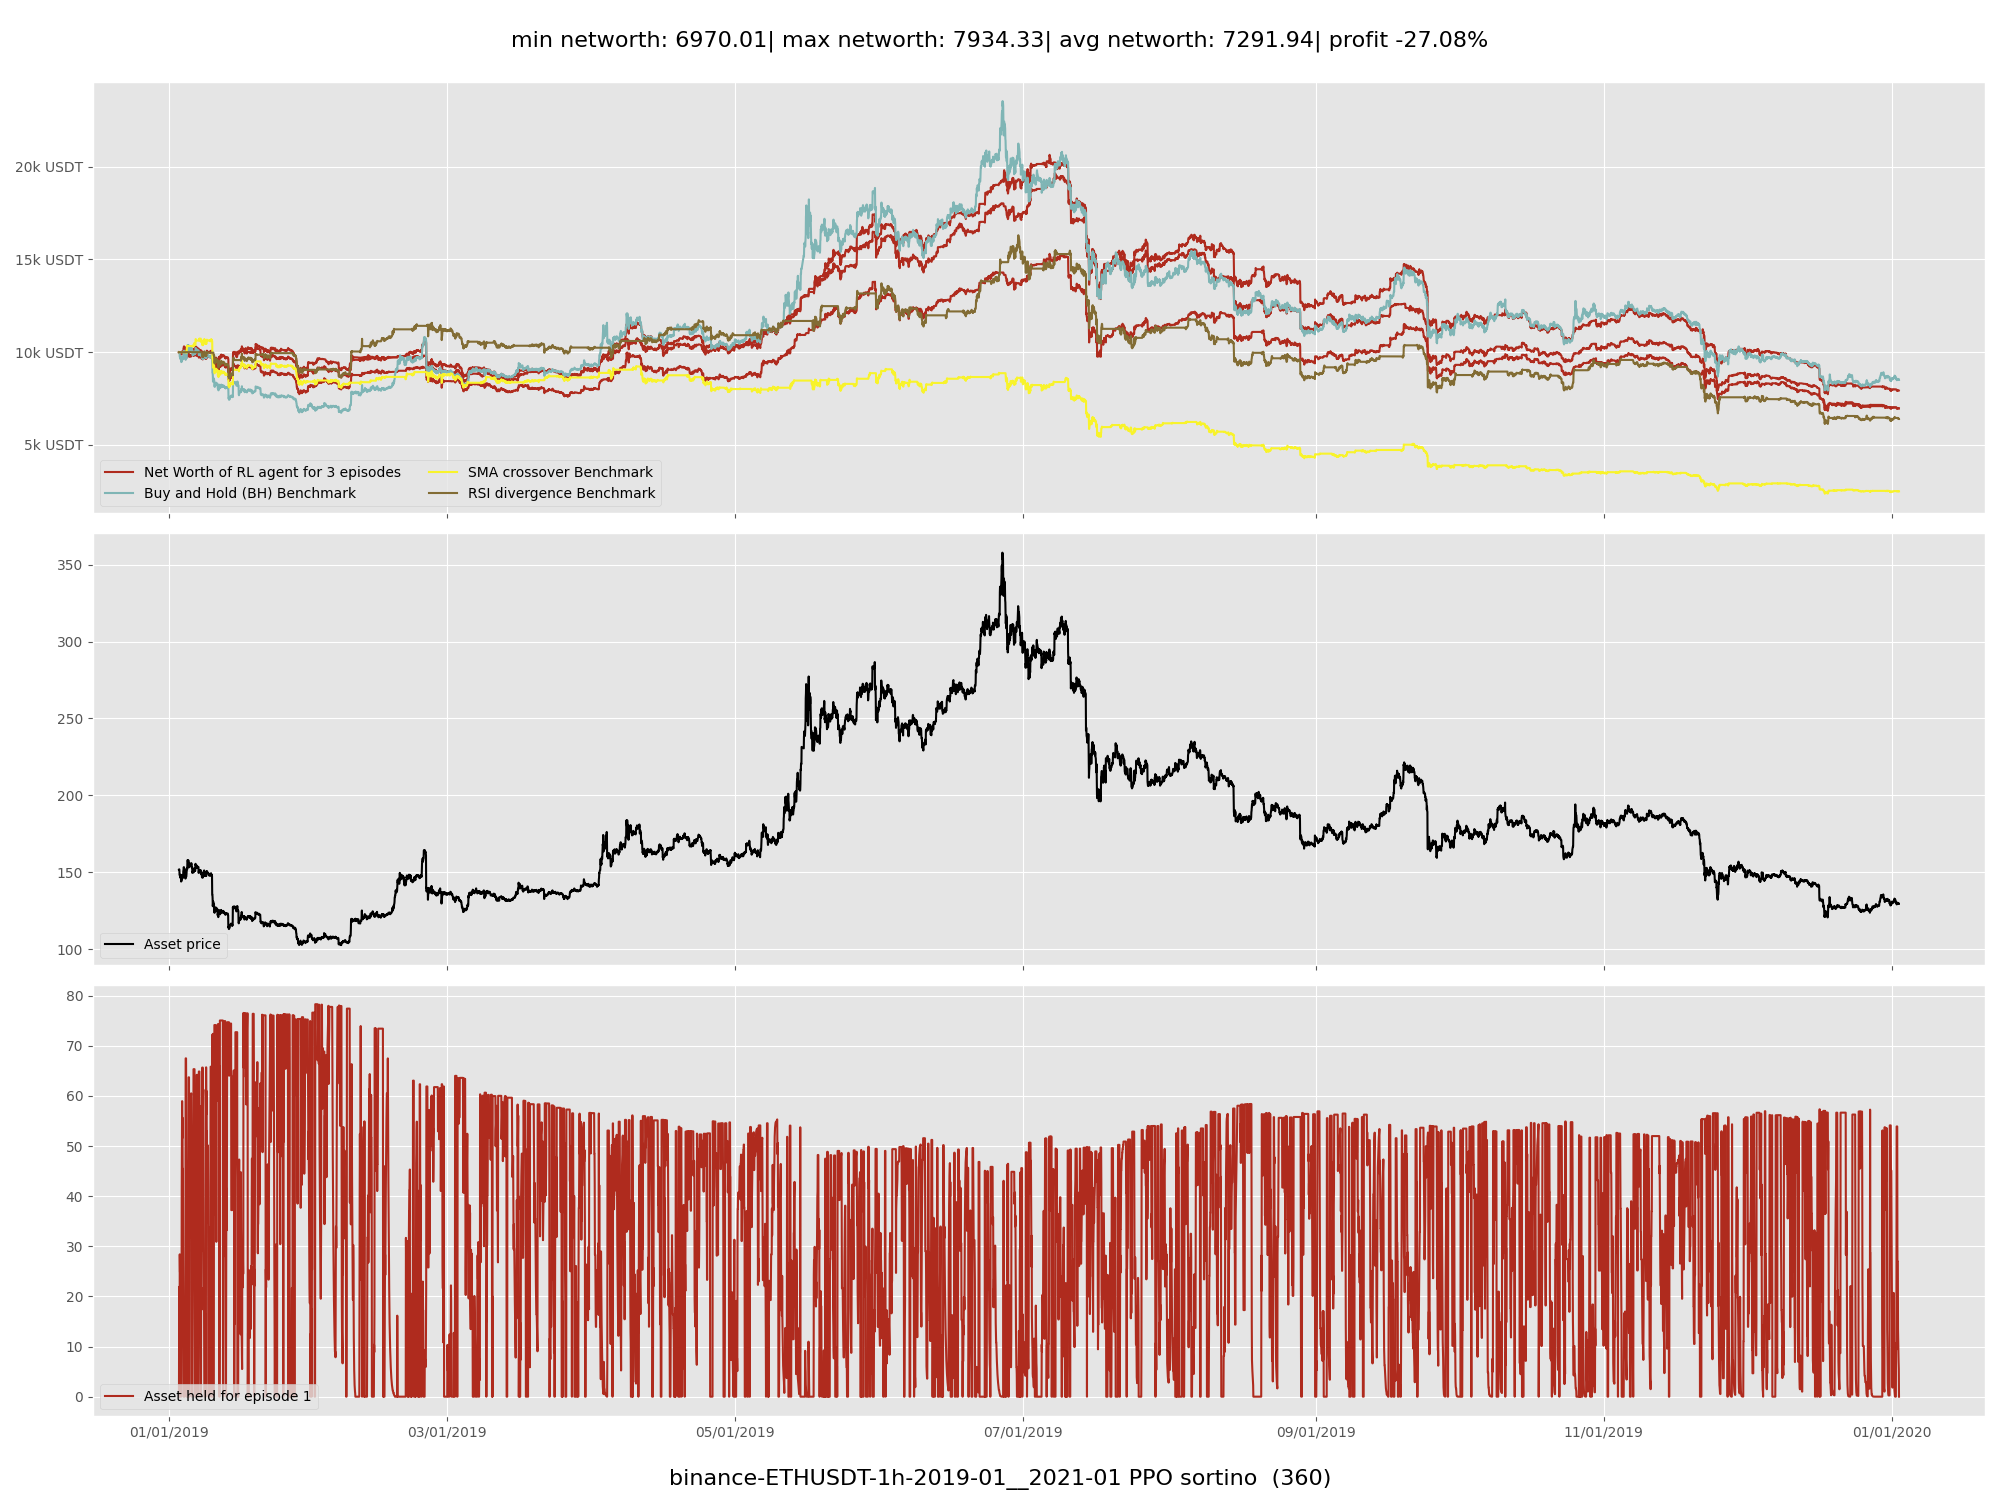 min networth: 6970.01| max networth: 7934.33| avg networth: 7291.94| profit -27.08%
20k USDT
15k USDT
10k USDT
5k USDT
Net Worth of RL agent for 3 episodes
Buy and Hold (BH) Benchmark
SMA crossover Benchmark
RSI divergence Benchmark
350
300
250
200
150
100
Asset price
80
70
60
50
40
30
20
10
0
Asset held for episode 1
01/01/2019
03/01/2019
05/01/2019
07/01/2019
09/01/2019
11/01/2019
01/01/2020
binance-ETHUSDT-1h-2019-01__2021-01 PPO sortino  (360)